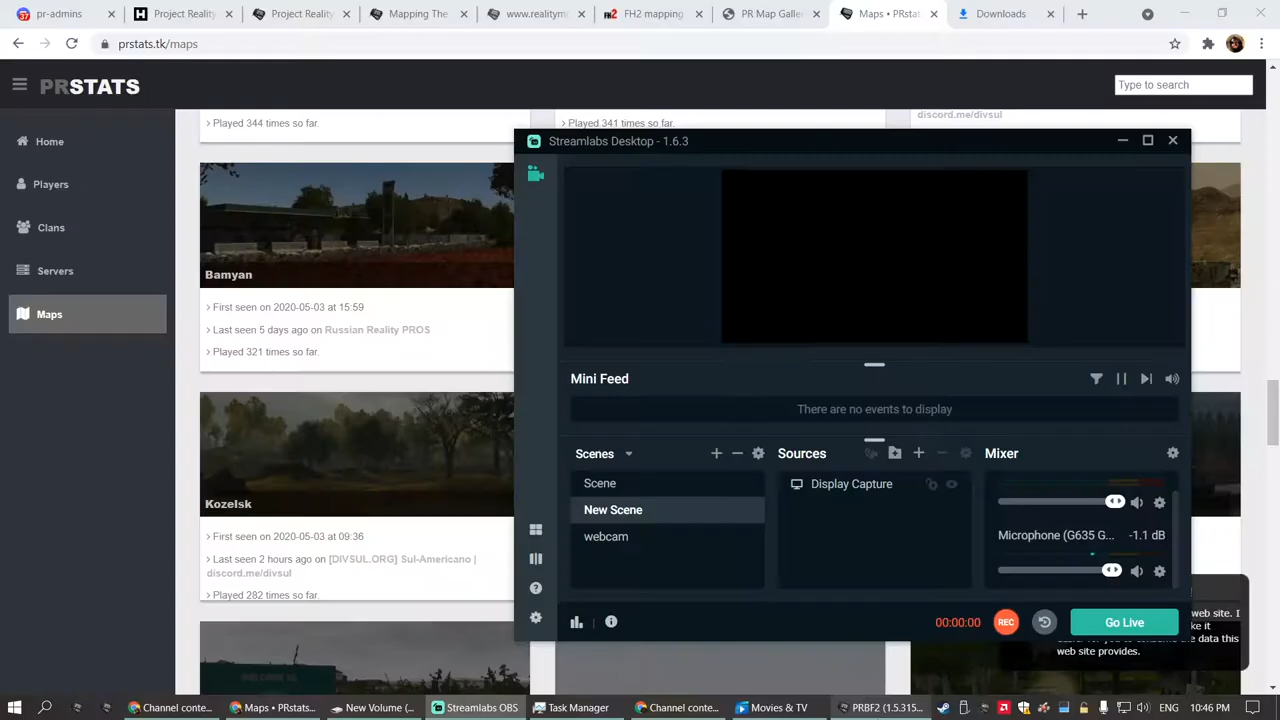 37 pr-admins
Project Reality
Project Reality
Mapping The
www.realitym
FH2 mapping
PR Map Galle
Maps • PRstat
Downloads
prstats.tk/maps
PRSTATS
Type to search
Home
Players
Clans
Servers
Maps
Played 344 times so far.
Played 341 times so far.
discord.me/divsul
Bamyan
First seen on 2020-05-03 at 15:59
Last seen 5 days ago on Russian Reality PROS
Played 321 times so far.
Kozelsk
First seen on 2020-05-03 at 09:36
Last seen 2 hours ago on [DIVSUL.ORG] Sul-Americano |
discord.me/divsul
Played 282 times so far.
Streamlabs Desktop - 1.6.3
Mini Feed
There are no events to display
Scenes
Sources
Mixer
Scene
New Scene
webcam
Display Capture
Microphone (G635 G... -1.1 dB
00:00:00
REC
Go Live
web site. I
ke it
the data this
web site provides.
Channel conte...
Maps • PRstats...
New Volume (...
Streamlabs OBS
Task Manager
Channel conte...
Movies & TV
PRBF2 (1.5.315...
ENG
10:46 PM